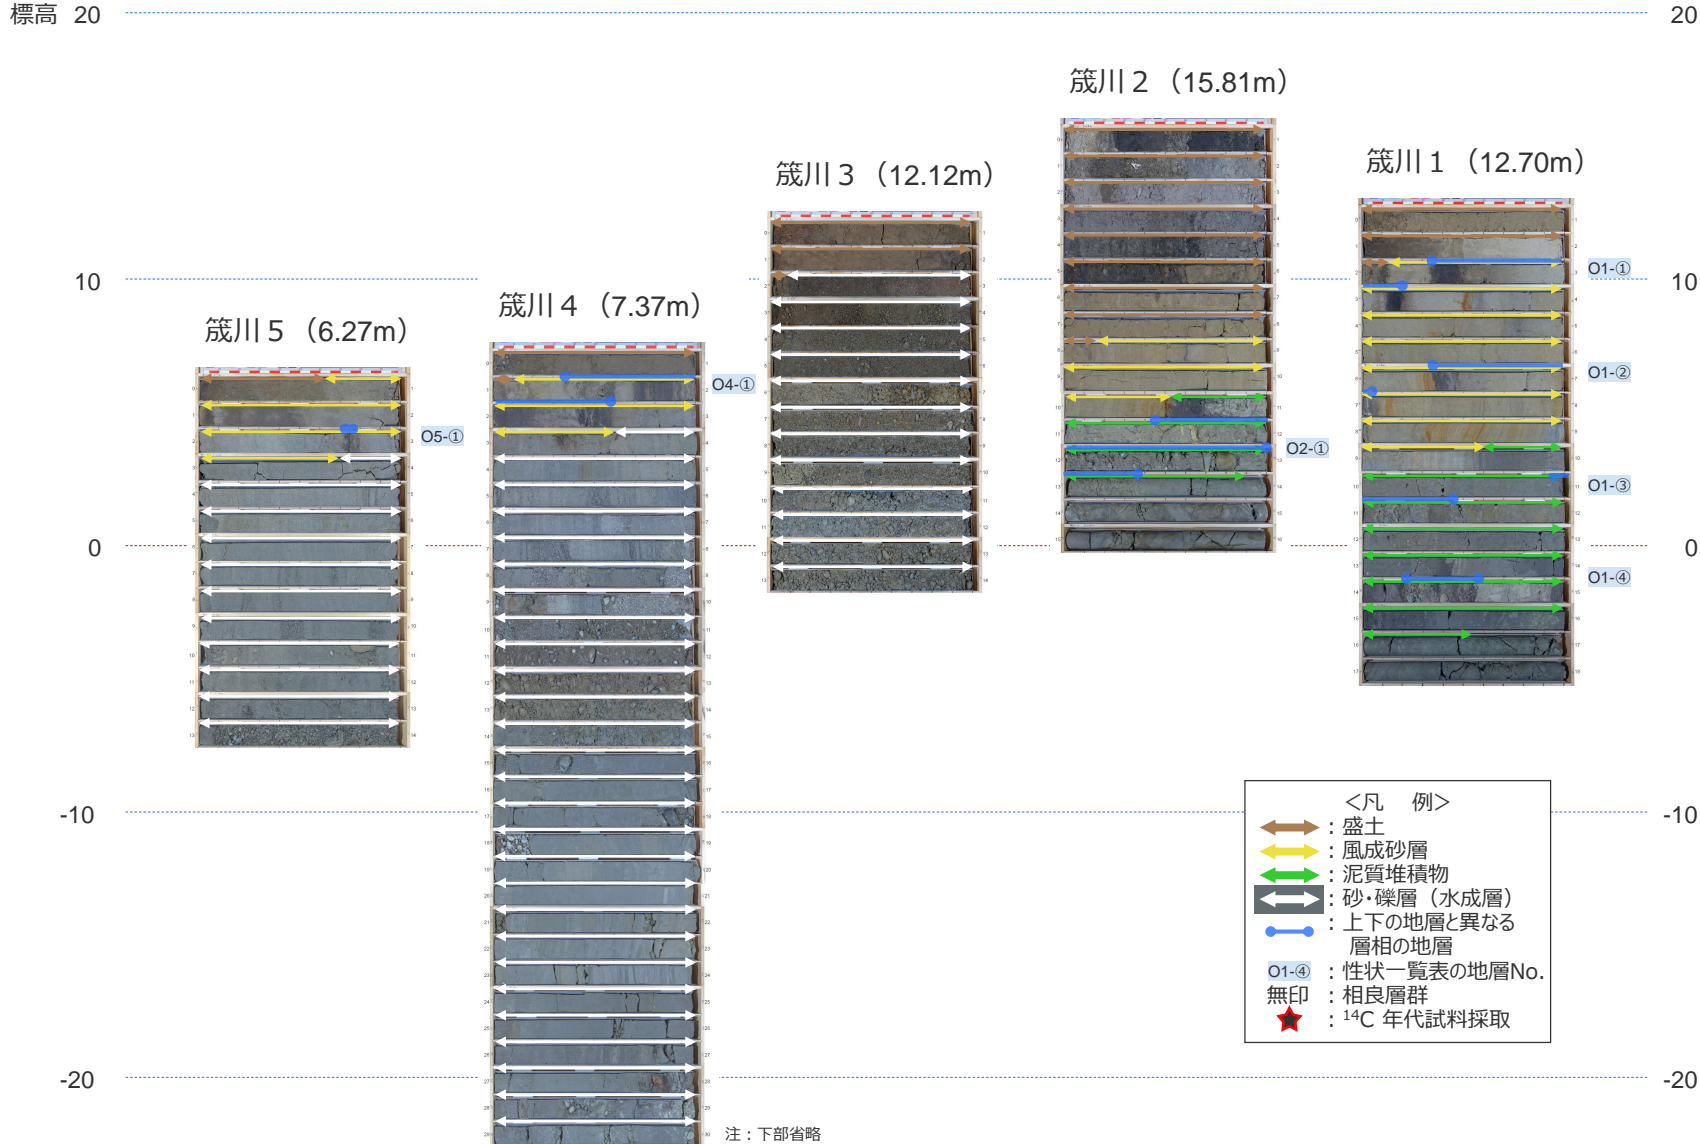 標高 20
20
筬川２（15.81m）
筬川３（12.12m）
筬川１（12.70m）
10
10
O1-①
筬川５（6.27m）
筬川４（7.37m）
O4-①
O1-②
O5-①
O2-①
O1-③
0
0
O1-④
-10
-10
＜凡　例＞
：盛土
：風成砂層
：泥質堆積物
：砂・礫層（水成層）
：上下の地層と異なる
層相の地層
O1-④ ：性状一覧表の地層No.
無印 ：相良層群
：¹⁴C 年代試料採取
-20
-20
注：下部省略